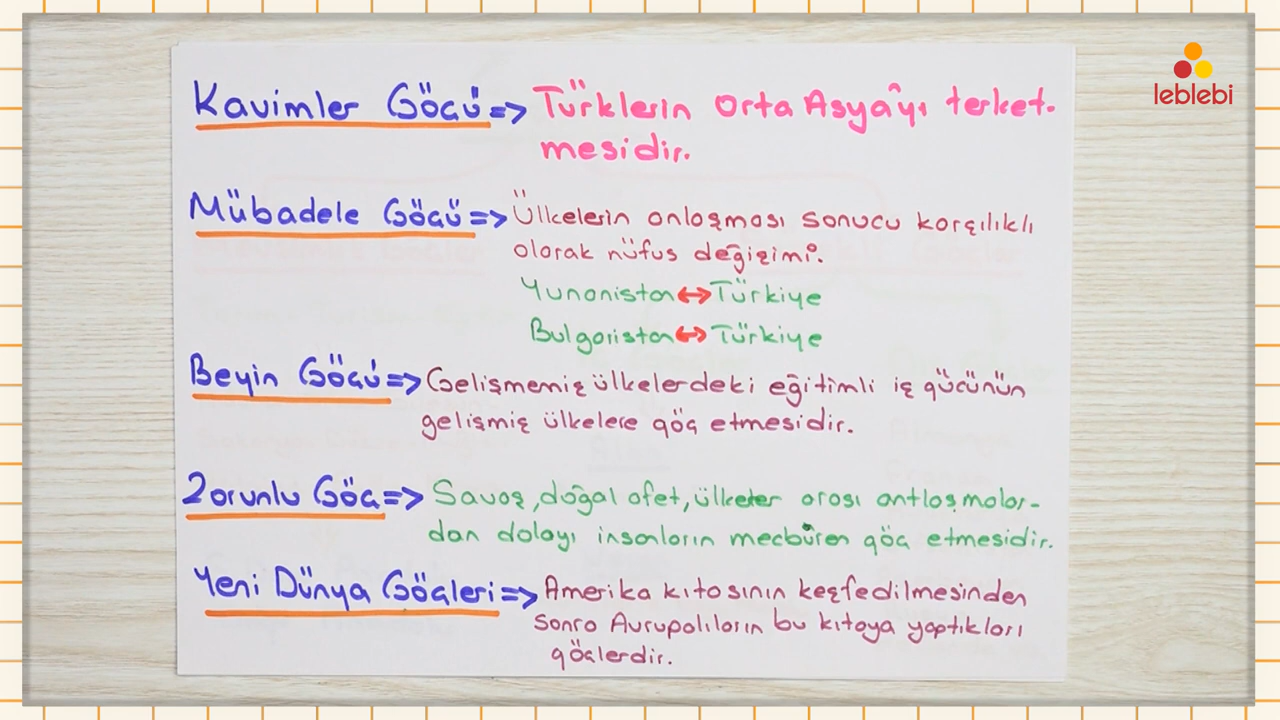 leblebi
Kavimler Göçü => Türklerin Orta Asya'yı terket-
mesidir.
Mübadele Göçü => Ülkelerin anlaşması sonucu karşılıklı
olarak nüfus değişimi.
Yunanistan <-> Türkiye
Bulgaristan <-> Türkiye
Beyin Göçü => Gelişmemiş ülkelerdeki eğitimli iş gücünün
gelişmiş ülkelere göç etmesidir.
Zorunlu Göç => Savaş, doğal afet, ülkeler arası antlaşmalar-
dan dolayı insanların mecburen göç etmesidir.
Yeni Dünya Göçleri => Amerika kıtasının keşfedilmesinden
sonra Avrupalıların bu kıtaya yaptıkları
göçlerdir.